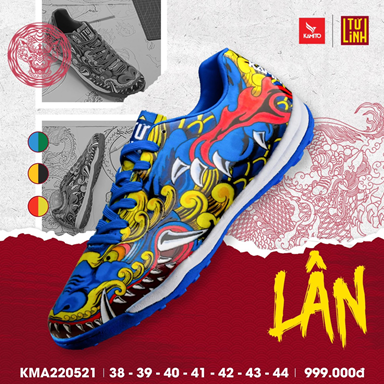 KAMITO
TỨ
LINH
LÂN
KMA220521 | 38 - 39 - 40 - 41 - 42 - 43 - 44 | 999.000đ